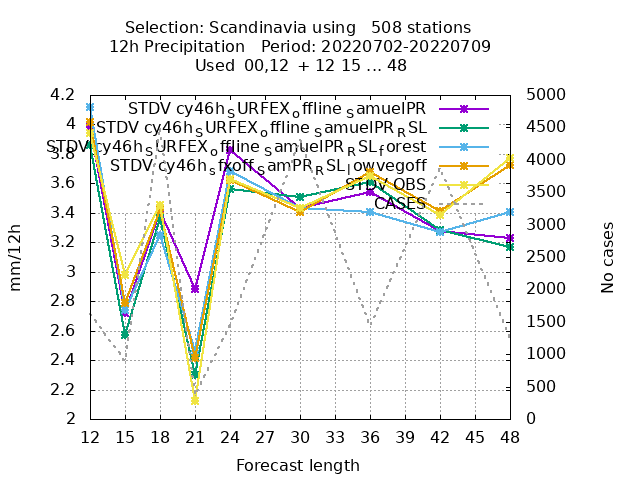 Selection: Scandinavia using   508 stations
12h Precipitation   Period: 20220702-20220709
Used  00,12  + 12 15 ... 48
STDV cy46h_SURFEX_offline_SamuelPR
STDV cy46h_SURFEX_offline_SamuelPR_RSL
STDV cy46h_SURFEX_offline_SamuelPR_RSL_forest
STDV cy46h_sfxoff_SamPR_RSL_lowvegoff
STDV OBS
CASES
4.2
4
3.8
3.6
3.4
3.2
3
2.8
2.6
2.4
2.2
2
mm/12h
5000
4500
4000
3500
3000
2500
2000
1500
1000
500
0
No cases
12 15 18 21 24 27 30 33 36 39 42 45 48
Forecast length